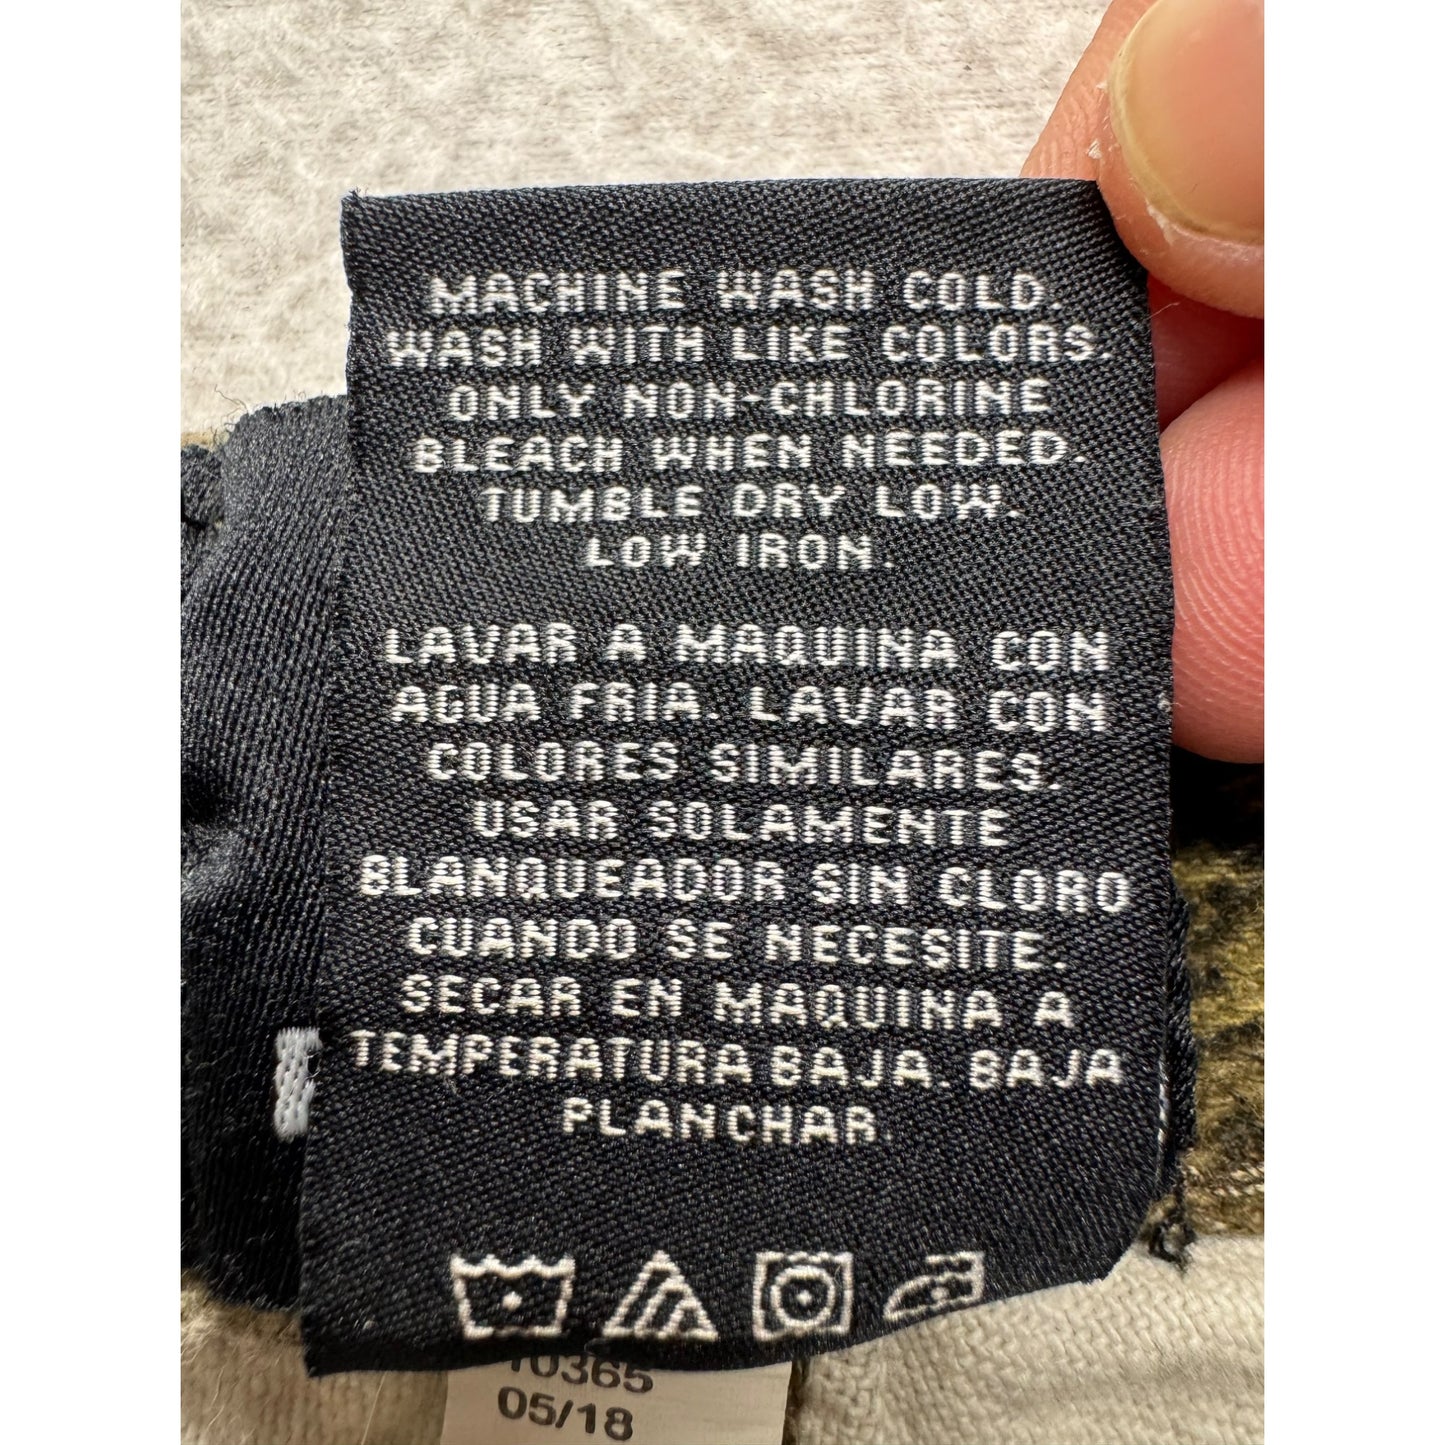 MACHINE WASH COLD.
WASH WITH LIKE COLORS.
ONLY NON-CHLORINE
BLEACH WHEN NEEDED.
TUMBLE DRY LOW.
LOW IRON.
LAVAR A MAQUINA CON
AGUA FRIA. LAVAR CON
COLORES SIMILARES.
USAR SOLAMENTE
BLANQUEADOR SIN CLORO
CUANDO SE NECESITE.
SECAR EN MAQUINA A
TEMPERATURA BAJA. BAJA
PLANCHAR.
10365
05/18